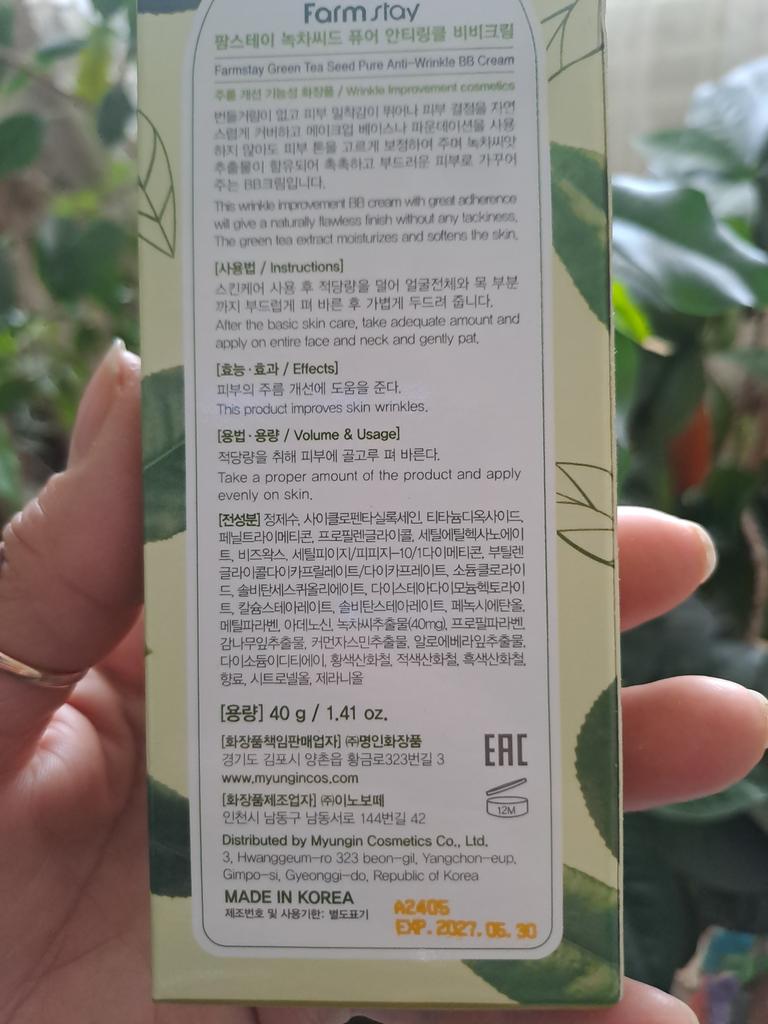 Farm stay
팜스테이 녹차씨드 퓨어 안티링클 비비크림
Farmstay Green Tea Seed Pure Anti-Wrinkle BB Cream
주름 개선 기능성 화장품 / Wrinkle Improvement cosmetics
번들거림이 없고 피부 밀착감이 뛰어나 피부 결점을 자연
스럽게 커버하고 메이크업 베이스나 파운데이션을 사용
하지 않아도 피부 톤을 고르게 보정하여 주며 녹차씨앗
추출물이 함유되어 촉촉하고 부드러운 피부로 가꾸어
주는 BB크림입니다.
This wrinkle improvement BB cream with great adherence
will give a naturally flawless finish without any tackiness.
The green tea extract moisturizes and softens the skin.
[사용법 / Instructions]
스킨케어 사용 후 적당량을 덜어 얼굴전체와 목 부분
까지 부드럽게 펴 바른 후 가볍게 두드려 줍니다.
After the basic skin care, take adequate amount and
apply on entire face and neck and gently pat.
[효능·효과 / Effects]
피부의 주름 개선에 도움을 준다.
This product improves skin wrinkles.
[용법·용량 / Volume & Usage]
적당량을 취해 피부에 골고루 펴 바른다.
Take a proper amount of the product and apply
evenly on skin.
[전성분] 정제수, 사이클로펜타실록세인, 티타늄디옥사이드,
페닐트라이메티콘, 프로필렌글라이콜, 세틸에틸헥사노에이
트, 비즈왁스, 세틸피이지/피피지-10/1다이메티콘, 부틸렌
글라이콜다이카프릴레이트/다이카프레이트, 소듐클로라이
드, 솔비탄세스퀴올리에이트, 다이스테아다이모늄헥토라이
트, 칼슘스테아레이트, 솔비탄스테아레이트, 페녹시에탄올,
메틸파라벤, 아데노신, 녹차씨추출물(40mg), 프로필파라벤,
감나무잎추출물, 커먼자스민추출물, 알로에베라잎추출물,
다이소듐이디티에이, 황색산화철, 적색산화철, 흑색산화철,
향료, 시트로넬올, 제라니올
[용량] 40 g / 1.41 oz.
[화장품책임판매업자] ㈜명인화장품
경기도 김포시 양촌읍 황금로323번길 3
www.myungincos.com
EAC
[화장품제조업자] ㈜이노보떼
인천시 남동구 남동서로 144번길 42
12M
Distributed by Myungin Cosmetics Co., Ltd.
3, Hwanggeum-ro 323 beon-gil, Yangchon-eup,
Gimpo-si, Gyeonggi-do, Republic of Korea
MADE IN KOREA
제조번호 및 사용기한: 별도표기
A2405
EXP. 2027. 05. 30